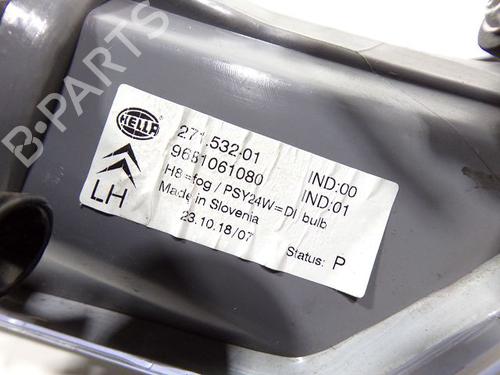 B-PARTS
HELLA
271.532-01
9651061080 IND:00
H8=fog / PSY24W=DI bulb IND:01
LH
Made in Slovenia
23.10.18/07 Status: P